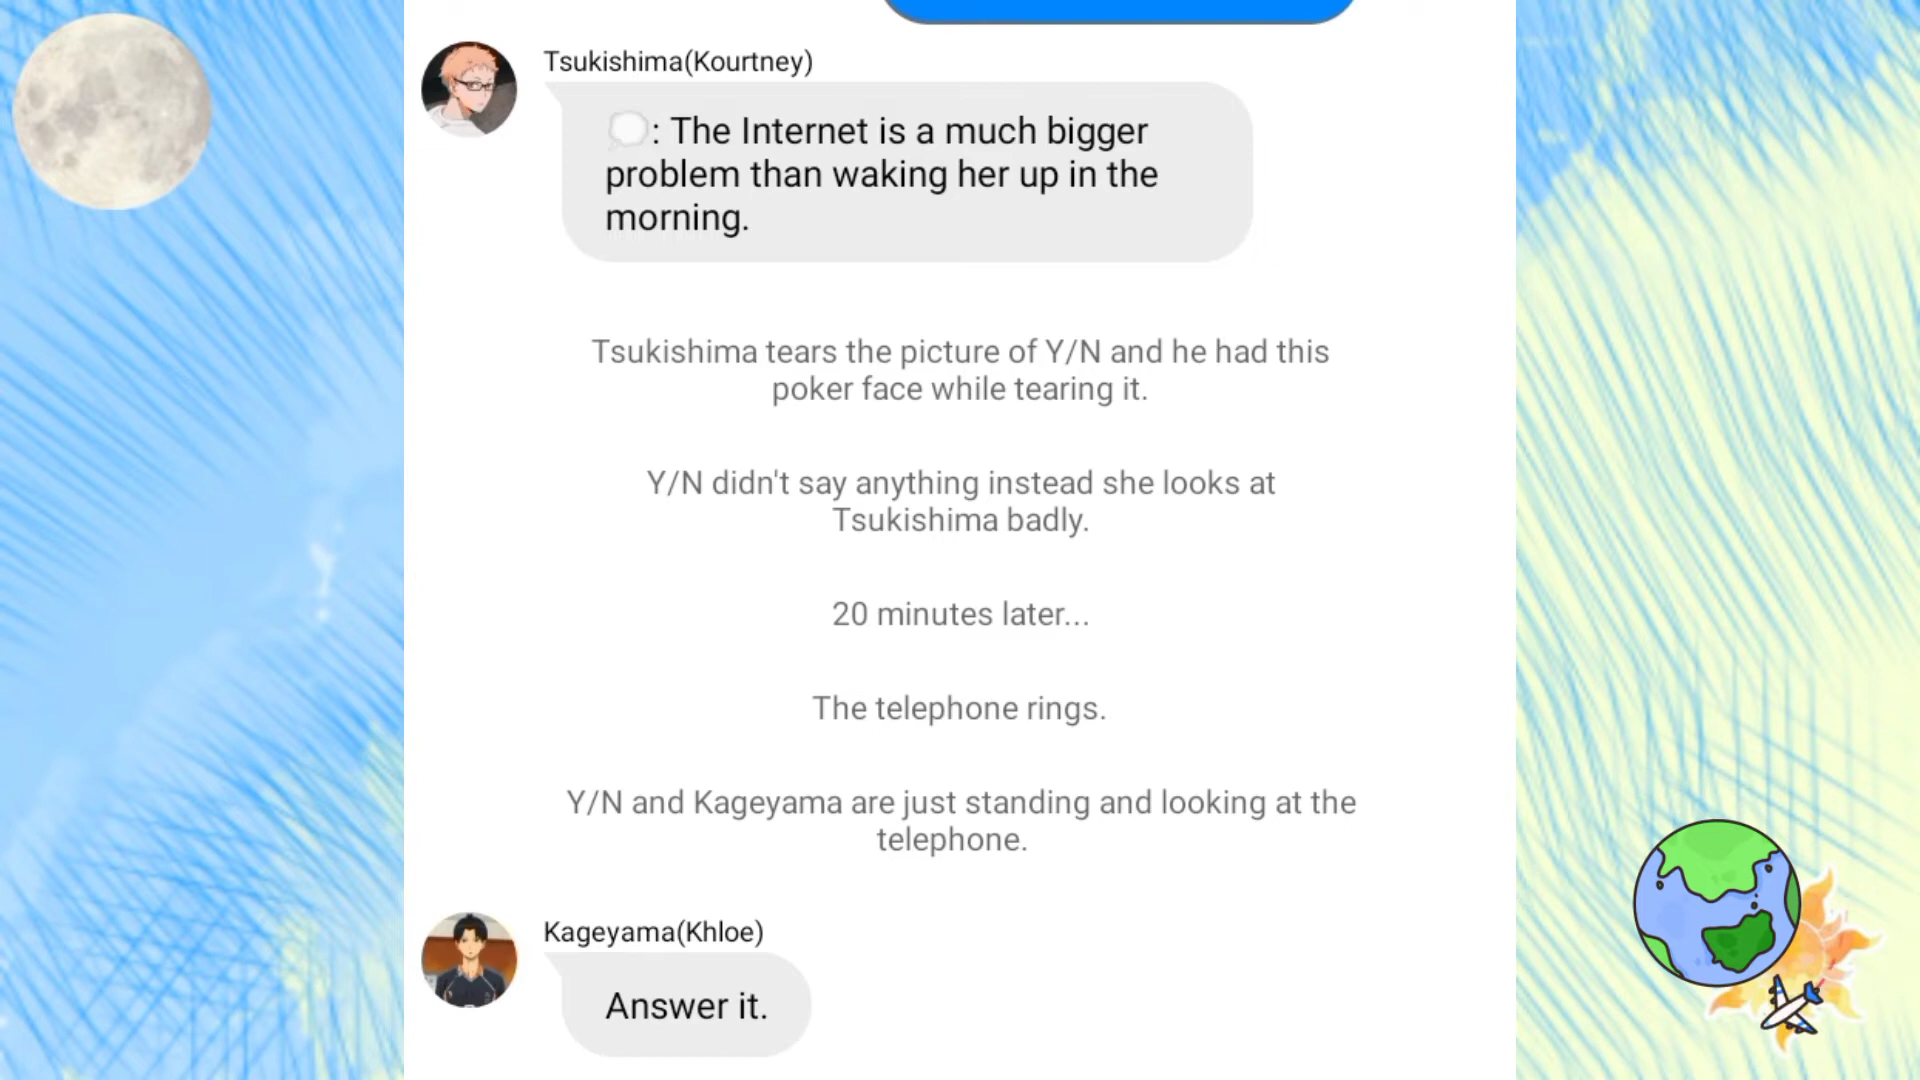 Tsukishima(Kourtney)
💭: The Internet is a much bigger
problem than waking her up in the
morning.
Tsukishima tears the picture of Y/N and he had this
poker face while tearing it.
Y/N didn't say anything instead she looks at
Tsukishima badly.
20 minutes later...
The telephone rings.
Y/N and Kageyama are just standing and looking at the
telephone.
Kageyama(Khloe)
Answer it.